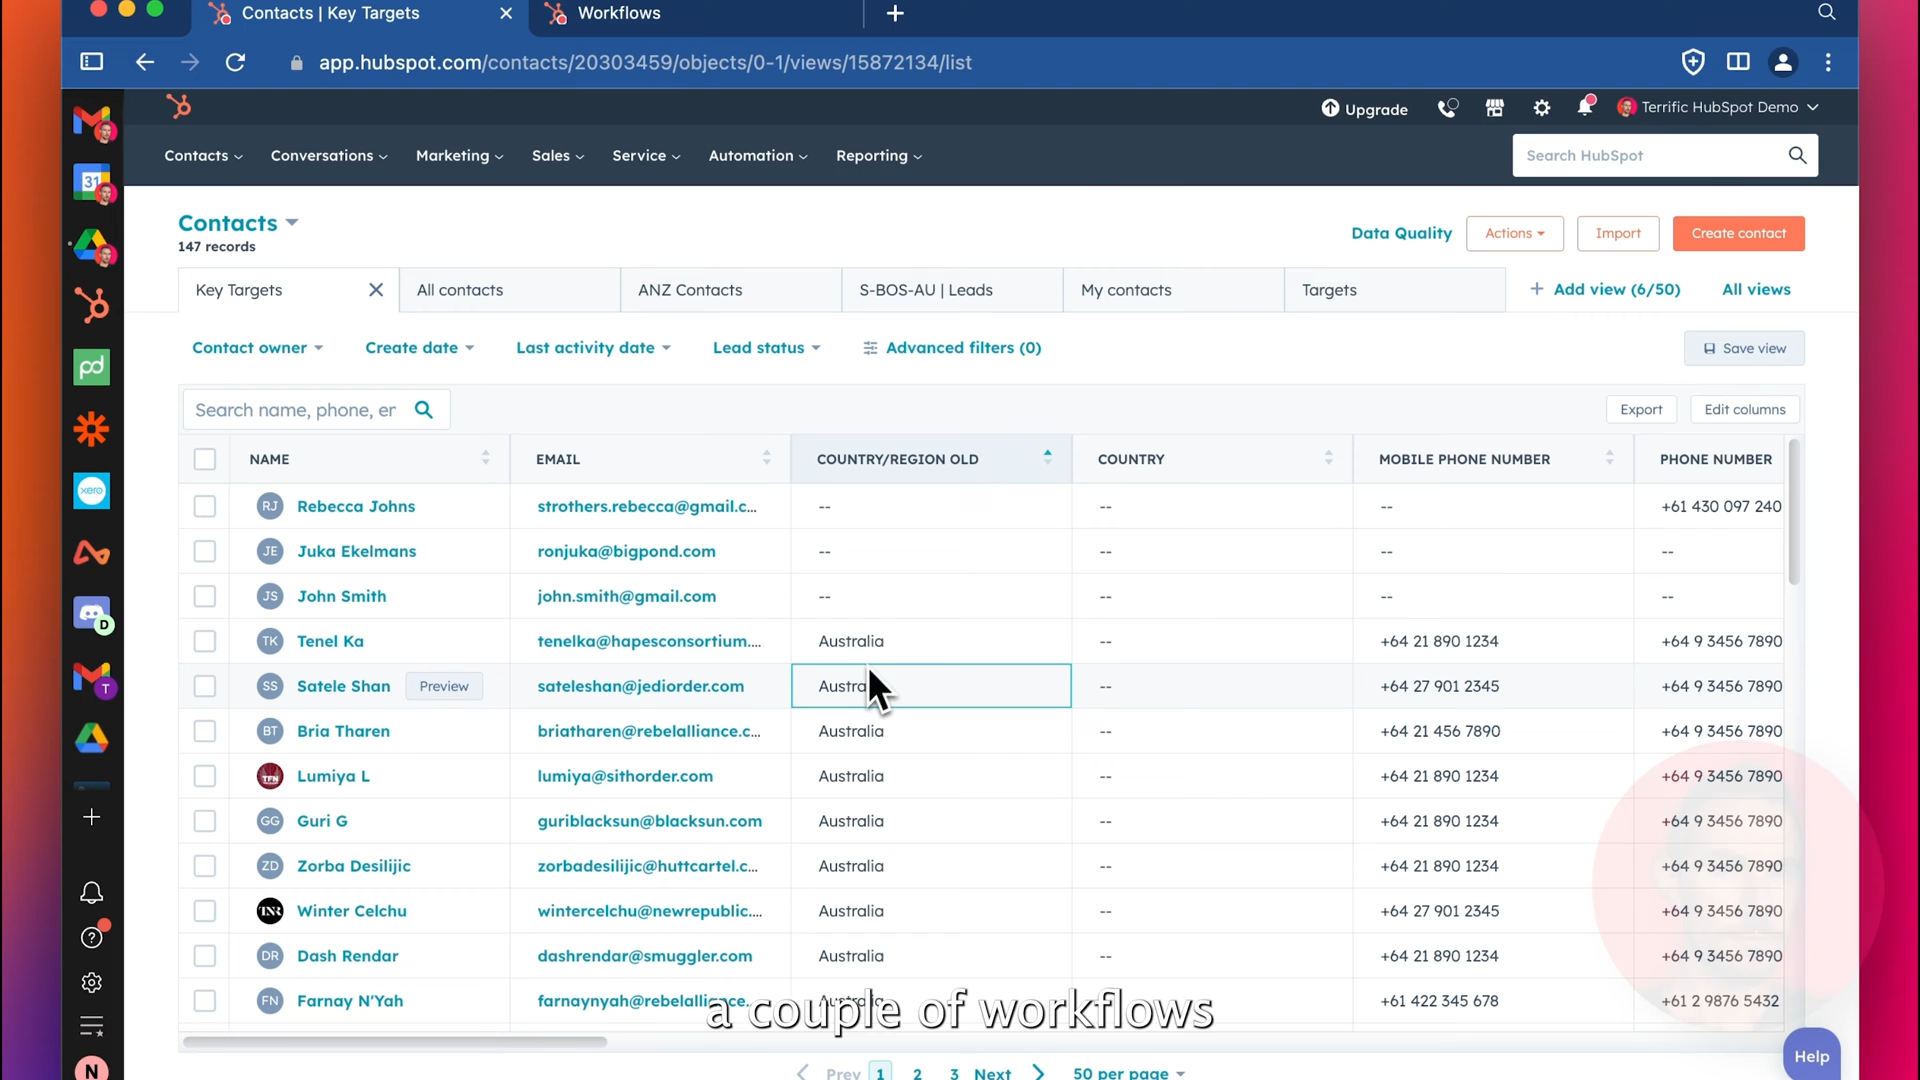 Contacts | Key Targets
Workflows
app.hubspot.com/contacts/20303459/objects/0-1/views/15872134/list
Upgrade
Terrific HubSpot Demo
Contacts
Conversations
Marketing
Sales
Service
Automation
Reporting
Search HubSpot
Contacts
147 records
Data Quality
Actions
Import
Create contact
Key Targets
All contacts
ANZ Contacts
S-BOS-AU | Leads
My contacts
Targets
Add view (6/50)
All views
Contact owner
Create date
Last activity date
Lead status
Advanced filters (0)
Save view
Search name, phone, er
Export
Edit columns
NAME EMAIL COUNTRY/REGION OLD COUNTRY MOBILE PHONE NUMBER PHONE NUMBER
RJ Rebecca Johns strothers.rebecca@gmail.c... -- -- -- +61 430 097 240
JE Juka Ekelmans ronjuka@bigpond.com -- -- -- --
JS John Smith john.smith@gmail.com -- -- -- --
TK Tenel Ka tenelka@hapesconsortium.... Australia -- +64 21 890 1234 +64 9 3456 7890
SS Satele Shan Preview sateleshan@jediorder.com Austra -- +64 27 901 2345 +64 9 3456 7890
BT Bria Tharen briatharen@rebelalliance.c... Australia -- +64 21 456 7890 +64 9 3456 7890
TFN Lumiya L lumiya@sithorder.com Australia -- +64 21 890 1234 +64 9 3456 7890
GG Guri G guriblacksun@blacksun.com Australia -- +64 21 890 1234 +64 9 3456 7890
ZD Zorba Desilijic zorbadesilijic@huttcartel.c... Australia -- +64 21 890 1234 +64 9 3456 7890
TNR Winter Celchu wintercelchu@newrepublic.... Australia -- +64 27 901 2345 +64 9 3456 7890
DR Dash Rendar dashrendar@smuggler.com Australia -- +64 21 890 1234 +64 9 3456 7890
FN Farnay N'Yah farnaynyah@rebelalliance. Australia -- +61 422 345 678 +61 2 9876 5432
a couple of workflows
Prev 1 2 3 Next 50 per page
Help
31
pd
xero
D
T
N